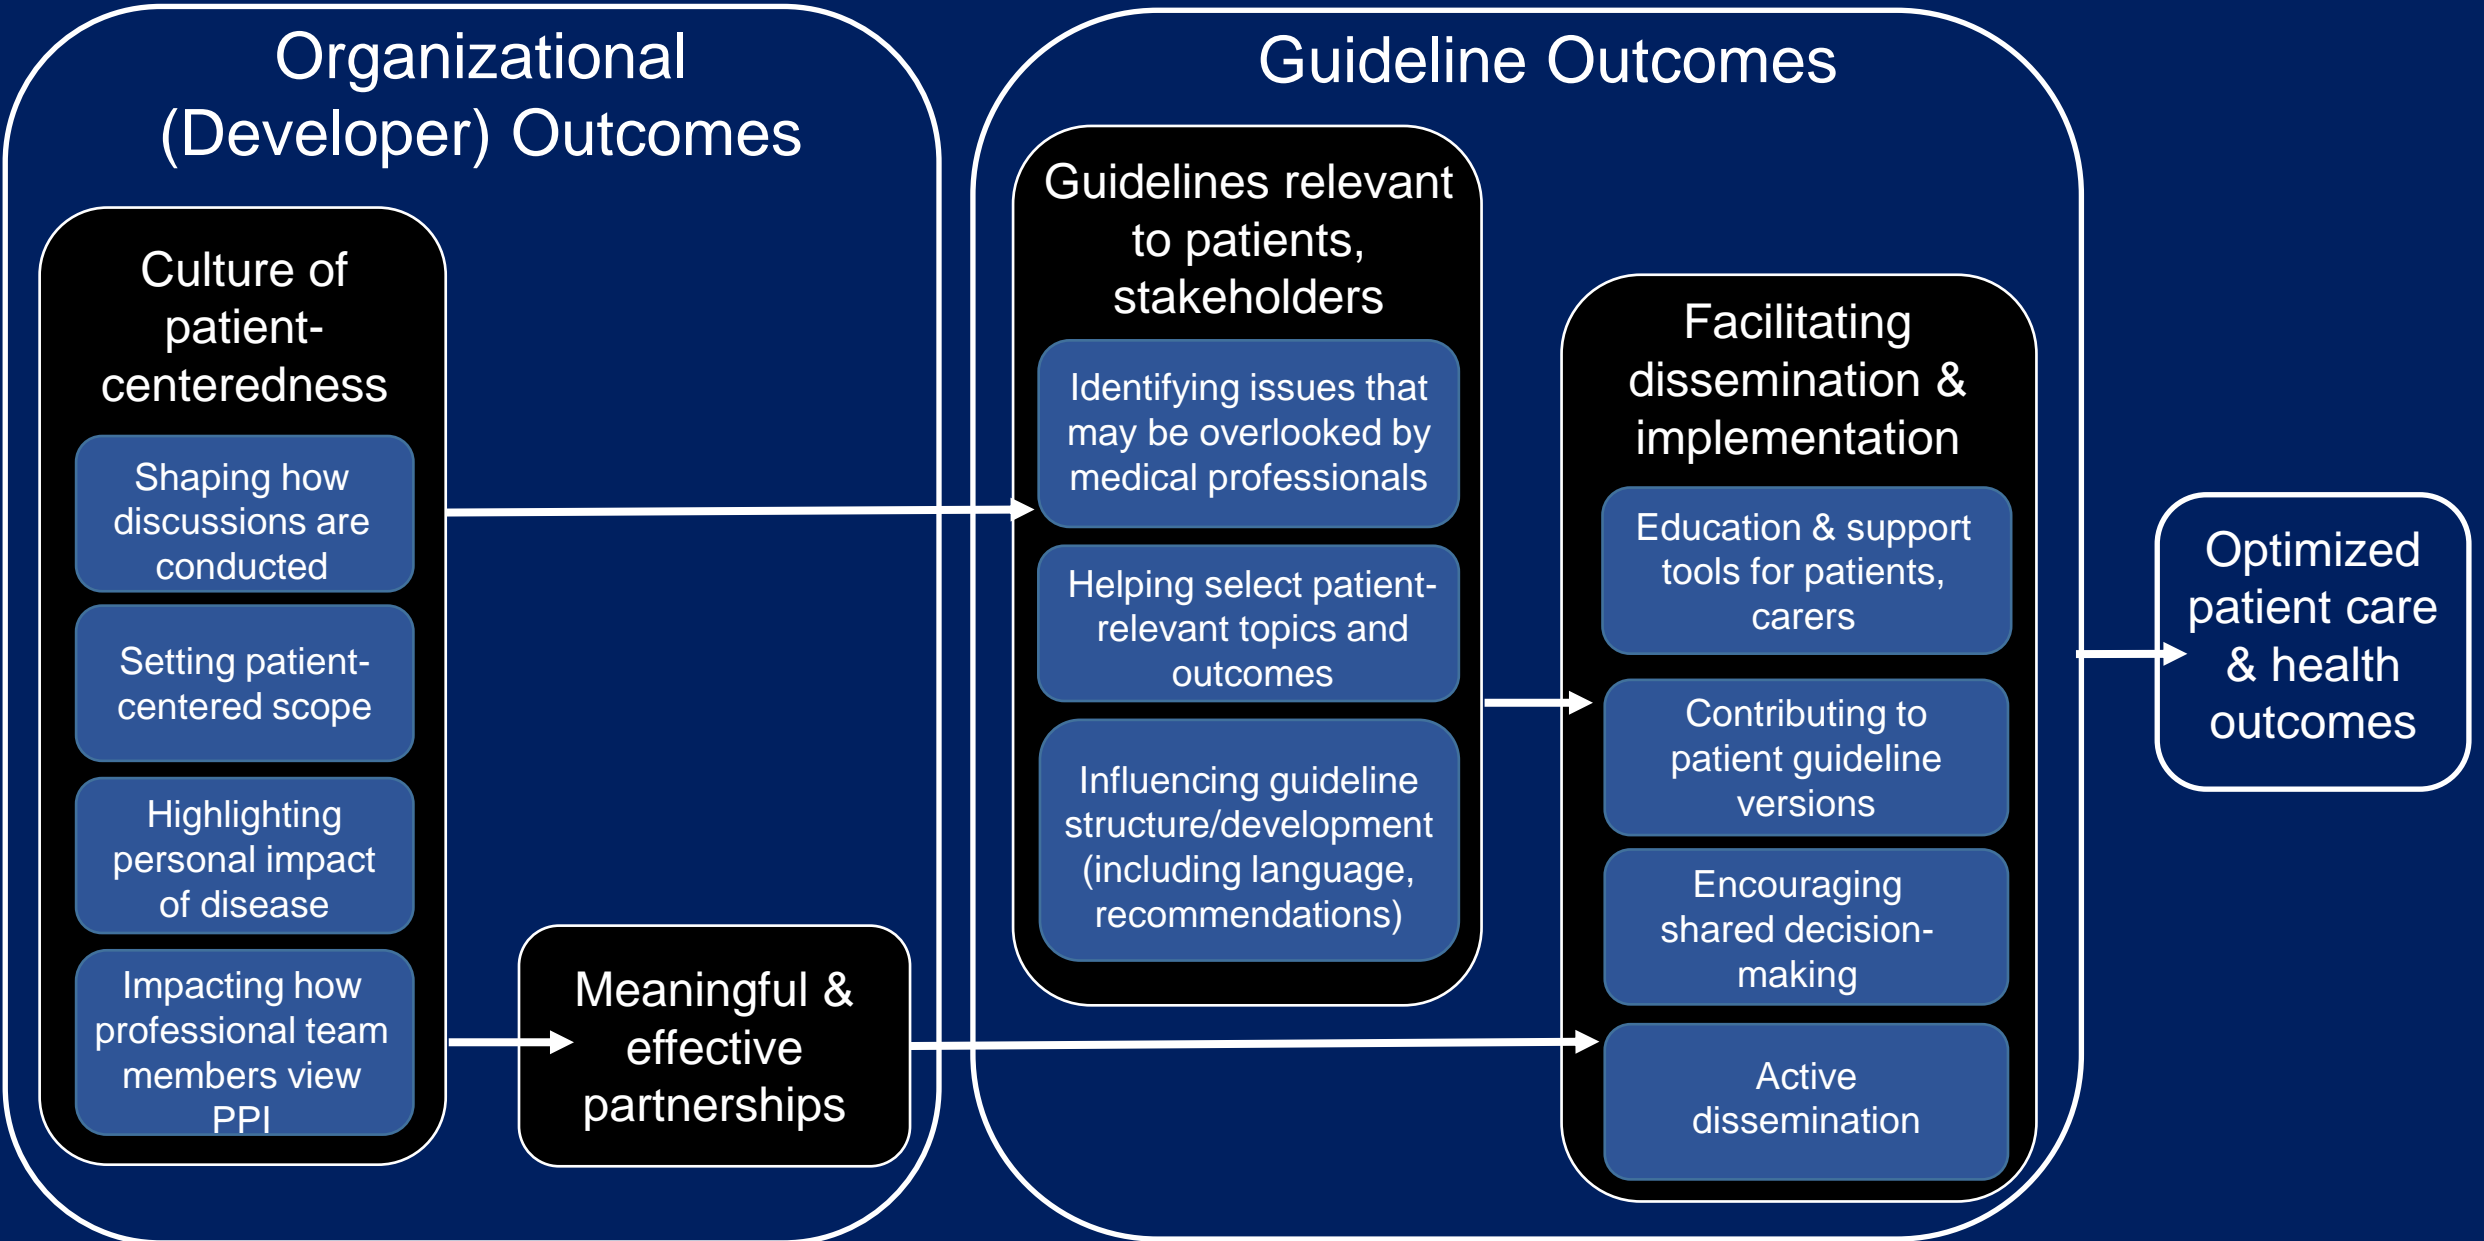 Organizational
(Developer) Outcomes
Culture of
patient-
centeredness
Shaping how
discussions are
conducted
Setting patient-
centered scope
Highlighting
personal impact
of disease
Impacting how
professional team
members view
PPI
Meaningful &
effective
partnerships
Guideline Outcomes
Guidelines relevant
to patients,
stakeholders
Identifying issues that
may be overlooked by
medical professionals
Helping select patient-
relevant topics and
outcomes
Influencing guideline
structure/development
(including language,
recommendations)
Facilitating
dissemination &
implementation
Education & support
tools for patients,
carers
Contributing to
patient guideline
versions
Encouraging
shared decision-
making
Active
dissemination
Optimized
patient care
& health
outcomes